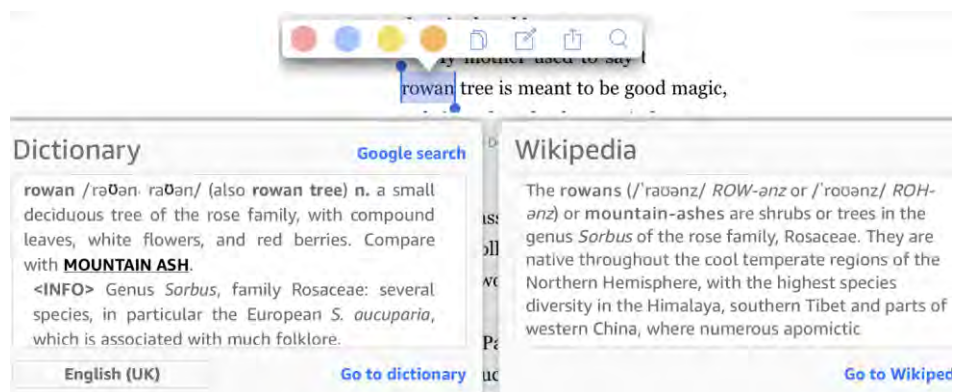 My mother used to say t
rowan tree is meant to be good magic,
Dictionary
Google search
rowan /rəʊən raʊən/ (also rowan tree) n. a small
deciduous tree of the rose family, with compound
leaves, white flowers, and red berries. Compare
with MOUNTAIN ASH.
<INFO> Genus Sorbus, family Rosaceae: several
species, in particular the European S. aucuparia,
which is associated with much folklore.
English (UK)
Go to dictionary
Wikipedia
The rowans (/ˈraʊənz/ ROW-ənz or /ˈroʊənz/ ROH-
ənz) or mountain-ashes are shrubs or trees in the
genus Sorbus of the rose family, Rosaceae. They are
native throughout the cool temperate regions of the
Northern Hemisphere, with the highest species
diversity in the Himalaya, southern Tibet and parts of
western China, where numerous apomictic
Go to Wikiped